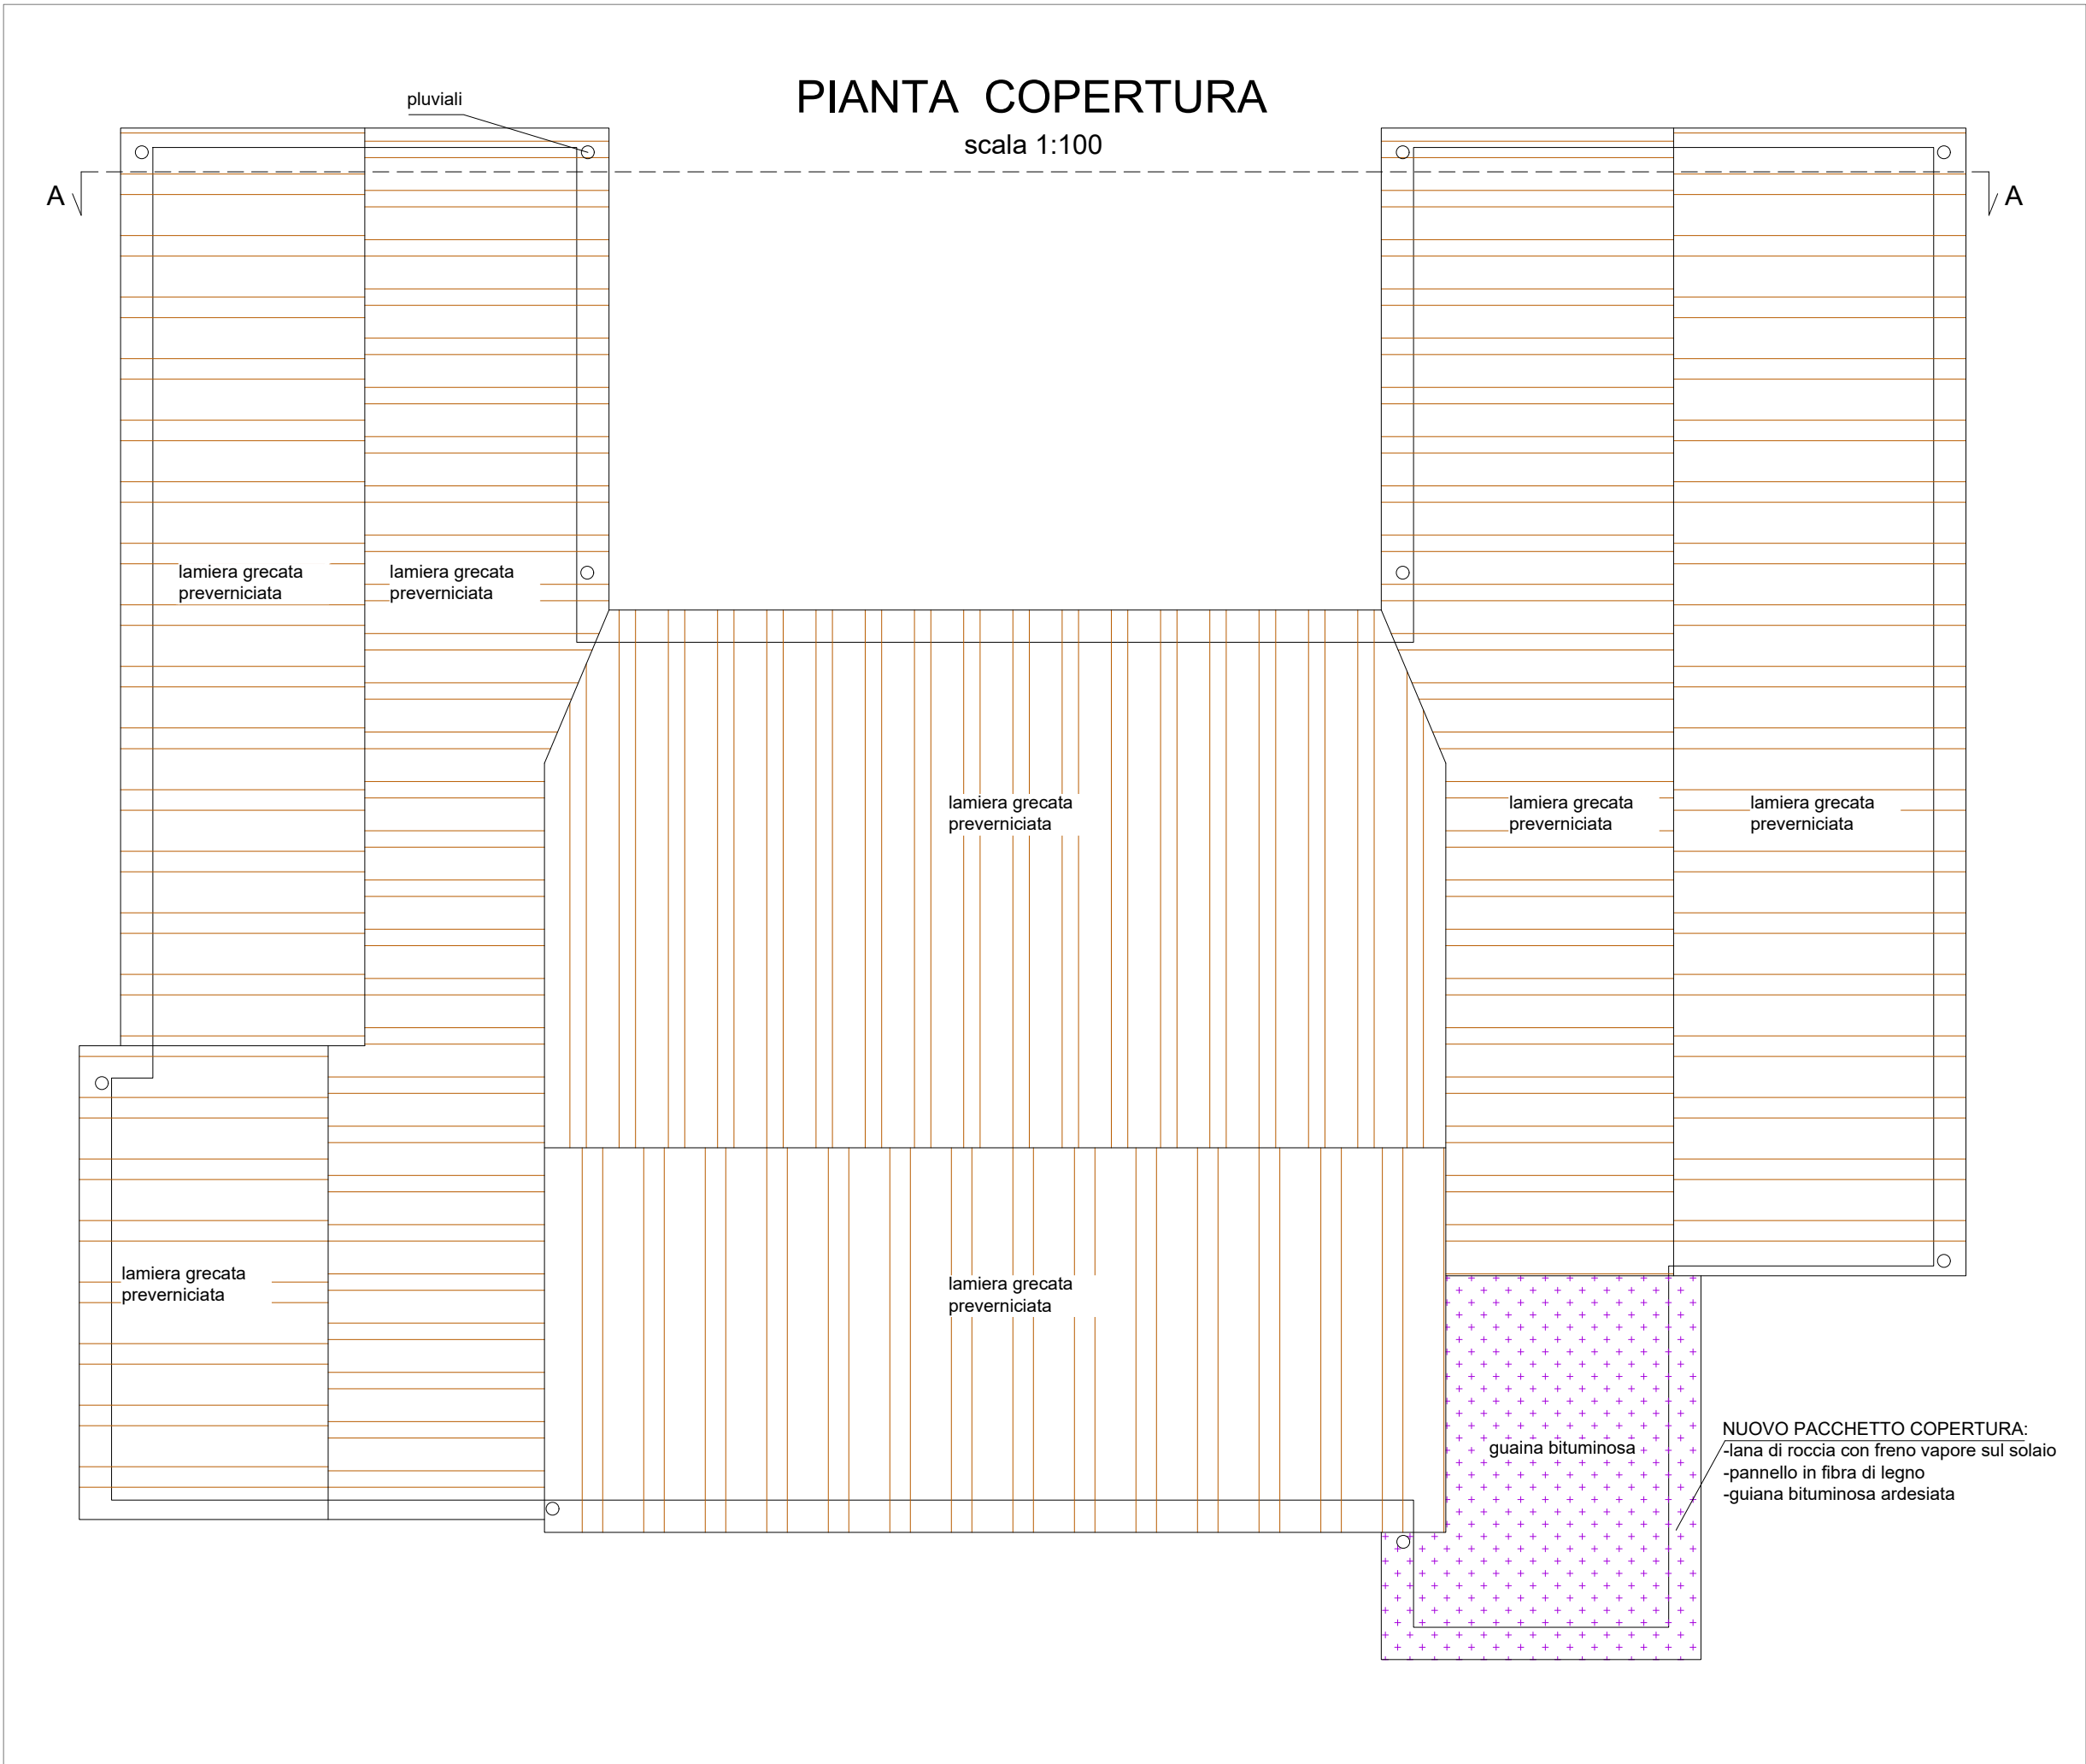 PIANTA COPERTURA
scala 1:100
pluviali
A
A
lamiera grecata
preverniciata
lamiera grecata
preverniciata
lamiera grecata
preverniciata
lamiera grecata
preverniciata
lamiera grecata
preverniciata
lamiera grecata
preverniciata
lamiera grecata
preverniciata
guaina bituminosa
NUOVO PACCHETTO COPERTURA:
-lana di roccia con freno vapore sul solaio
-pannello in fibra di legno
-guiana bituminosa ardesiata